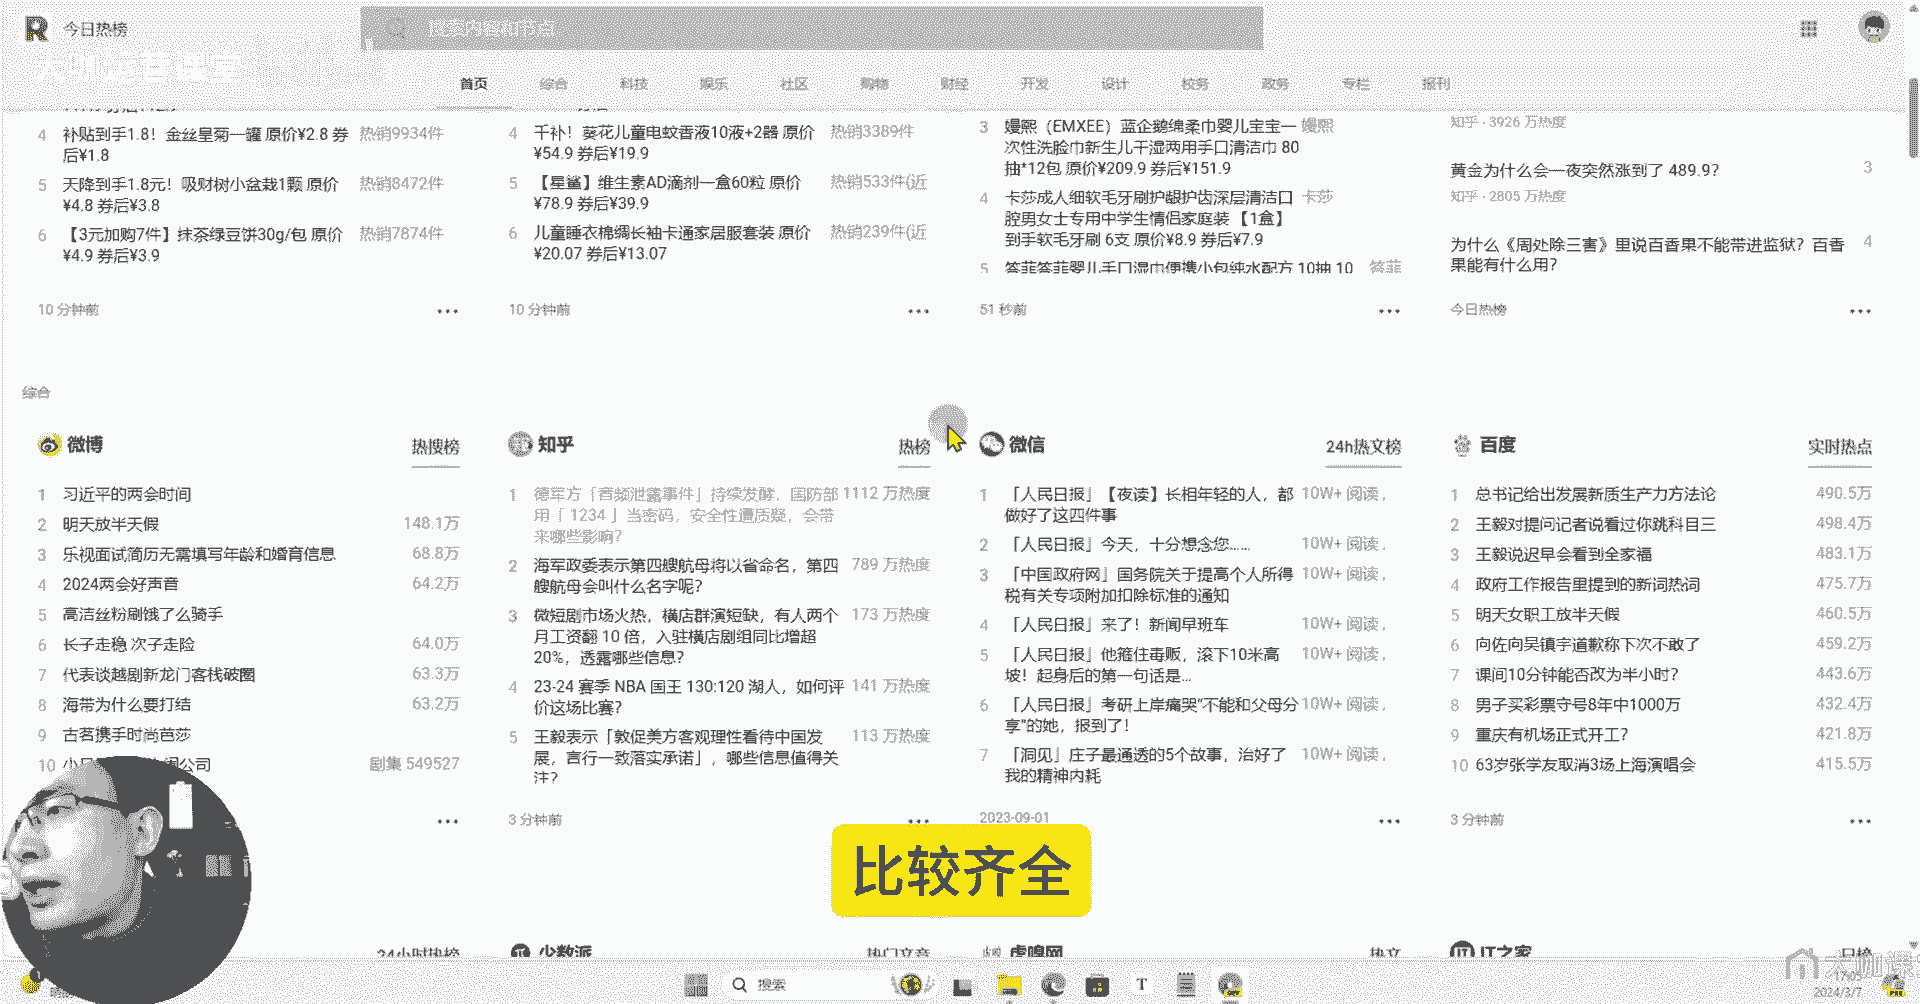 今日热榜
搜索内容和节点
大咖运营课堂
首页 综合 科技 娱乐 社区 购物 财经 开发 设计 校务 政务 专栏 报刊
4 补贴到手1.8！金丝皇菊一罐 原价¥2.8 券 热销9934件
后¥1.8
5 天降到手1.8元！吸财树小盆栽1颗 原价 热销8472件
¥4.8 券后¥3.8
6 【3元加购7件】抹茶绿豆饼30g/包 原价 热销7874件
¥4.9 券后¥3.9
10 分钟前
4 千补！葵花儿童电蚊香液10液+2器 原价 热销3389件
¥54.9 券后¥19.9
5 【星鲨】维生素AD滴剂一盒60粒 原价 热销533件(近
¥78.9 券后¥39.9
6 儿童睡衣棉绸长袖卡通家居服套装 原价 热销239件(近
¥20.07 券后¥13.07
10 分钟前
3 嫚熙（EMXEE）蓝企鹅绵柔巾婴儿宝宝一 嫚熙
次性洗脸巾新生儿干湿两用手口清洁巾 80
抽*12包 原价¥209.9 券后¥151.9
4 卡莎成人细软毛牙刷护龈护齿深层清洁口 卡莎
腔男女士专用中学生情侣家庭装 【1盒】
到手软毛牙刷 6支 原价¥8.9 券后¥7.9
5 答菲答菲婴儿手口湿巾便携小包纯水配方 10抽 10 答菲
51 秒前
知乎 · 3926 万热度
黄金为什么会一夜突然涨到了 489.9？ 3
知乎 · 2805 万热度
为什么《周处除三害》里说百香果不能带进监狱？百香 4
果能有什么用？
今日热榜
综合
微博 热搜榜
1 习近平的两会时间
2 明天放半天假 148.1万
3 乐视面试简历无需填写年龄和婚育信息 68.8万
4 2024两会好声音 64.2万
5 高洁丝粉刷饿了么骑手
6 长子走稳 次子走险 64.0万
7 代表谈越剧新龙门客栈破圈 63.3万
8 海带为什么要打结 63.2万
9 古茗携手时尚芭莎
10 公司 剧集 549527
知乎 热榜
1 德军方「音频泄露事件」持续发酵，国防部 1112 万热度
用「 1234 」当密码，安全性遭质疑，会带
来哪些影响？
2 海军政委表示第四艘航母将以省命名，第四 789 万热度
艘航母会叫什么名字呢？
3 微短剧市场火热，横店群演短缺，有人两个 173 万热度
月工资翻 10 倍，入驻横店剧组同比增超
20%，透露哪些信息？
4 23-24 赛季 NBA 国王 130:120 湖人，如何评 141 万热度
价这场比赛？
5 王毅表示「敦促美方客观理性看待中国发 113 万热度
展，言行一致落实承诺」，哪些信息值得关
注？
3 分钟前
微信 24h热文榜
1 「人民日报」【夜读】长相年轻的人，都 10W+ 阅读 ,
做好了这四件事
2 「人民日报」今天，十分想念您…… 10W+ 阅读 ,
3 「中国政府网」国务院关于提高个人所得 10W+ 阅读 ,
税有关专项附加扣除标准的通知
4 「人民日报」来了！新闻早班车 10W+ 阅读 ,
5 「人民日报」他箍住毒贩，滚下10米高 10W+ 阅读 ,
坡！起身后的第一句话是...
6 「人民日报」考研上岸痛哭“不能和父母分 10W+ 阅读 ,
享”的她，报到了！
7 「洞见」庄子最通透的5个故事，治好了 10W+ 阅读 ,
我的精神内耗
2023-09-01
百度 实时热点
1 总书记给出发展新质生产力方法论 490.5万
2 王毅对提问记者说看过你跳科目三 498.4万
3 王毅说迟早会看到全家福 483.1万
4 政府工作报告里提到的新词热词 475.7万
5 明天女职工放半天假 460.5万
6 向佐向吴镇宇道歉称下次不敢了 459.2万
7 课间10分钟能否改为半小时？ 443.6万
8 男子买彩票守号8年中1000万 432.4万
9 重庆有机场正式开工？ 421.8万
10 63岁张学友取消3场上海演唱会 415.5万
3 分钟前
比较齐全
24小时热榜
少数派 热门文章
虎嗅网 热文
IT之家 日榜
搜索
17:05
2024/3/7